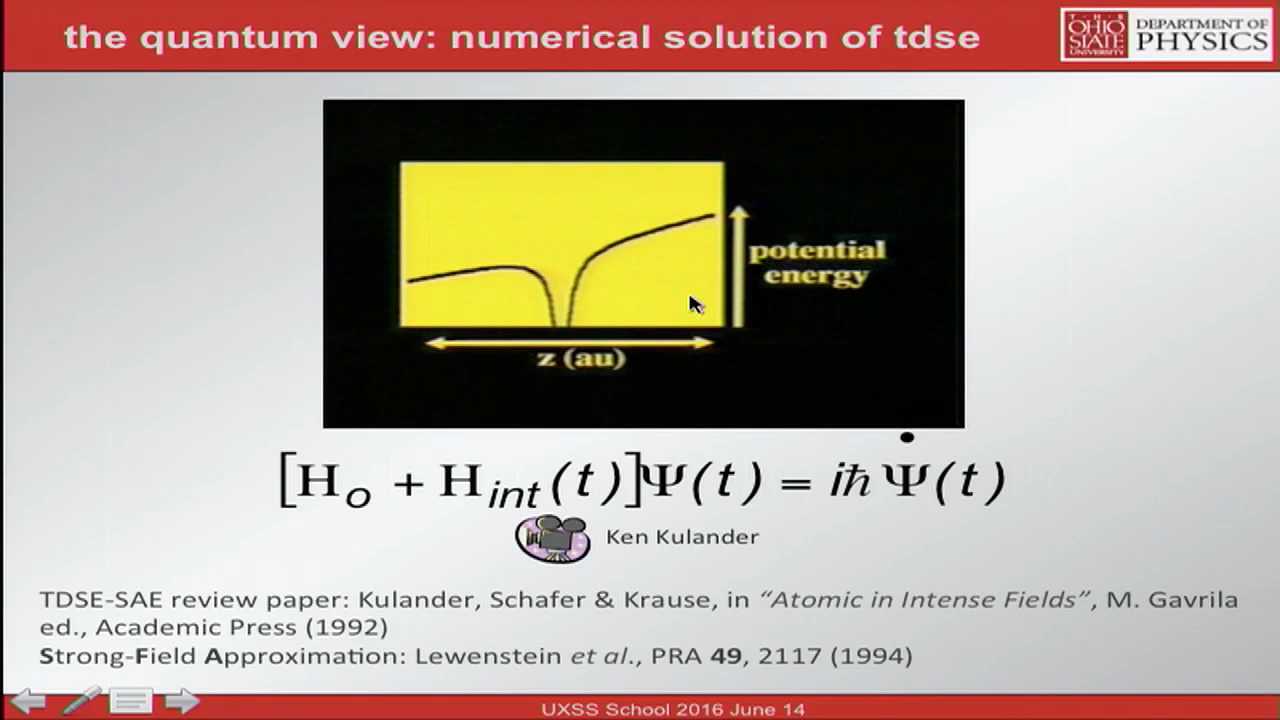 the quantum view: numerical solution of tdse
THE
OHIO
STATE
UNIVERSITY
DEPARTMENT OF
PHYSICS
potential
energy
z (au)
[H_o + H_int(t)]Ψ(t) = iħ Ψ̇(t)
Ken Kulander
TDSE-SAE review paper: Kulander, Schafer & Krause, in “Atomic in Intense Fields”, M. Gavrila
ed., Academic Press (1992)
Strong-Field Approximation: Lewenstein et al., PRA 49, 2117 (1994)
UXSS School 2016 June 14